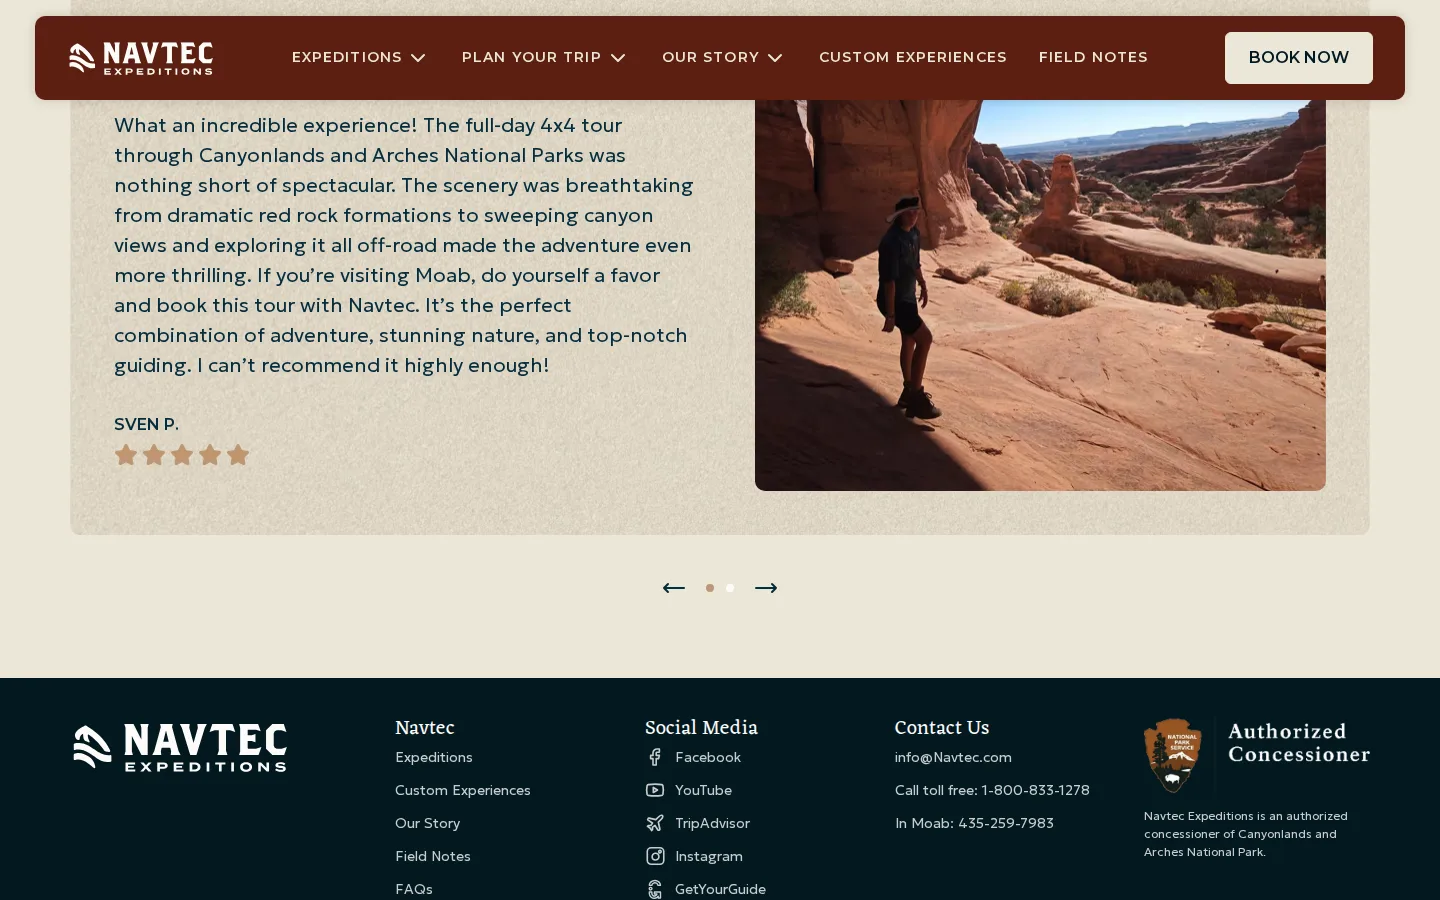 NAVTEC
EXPEDITIONS
EXPEDITIONS
PLAN YOUR TRIP
OUR STORY
CUSTOM EXPERIENCES
FIELD NOTES
BOOK NOW
What an incredible experience! The full-day 4x4 tour
through Canyonlands and Arches National Parks was
nothing short of spectacular. The scenery was breathtaking
from dramatic red rock formations to sweeping canyon
views and exploring it all off-road made the adventure even
more thrilling. If you’re visiting Moab, do yourself a favor
and book this tour with Navtec. It’s the perfect
combination of adventure, stunning nature, and top-notch
guiding. I can’t recommend it highly enough!
SVEN P.
NAVTEC
EXPEDITIONS
Navtec
Expeditions
Custom Experiences
Our Story
Field Notes
FAQs
Social Media
Facebook
YouTube
TripAdvisor
Instagram
GetYourGuide
Contact Us
info@Navtec.com
Call toll free: 1-800-833-1278
In Moab: 435-259-7983
NATIONAL
PARK
SERVICE
Authorized
Concessioner
Navtec Expeditions is an authorized
concessioner of Canyonlands and
Arches National Park.